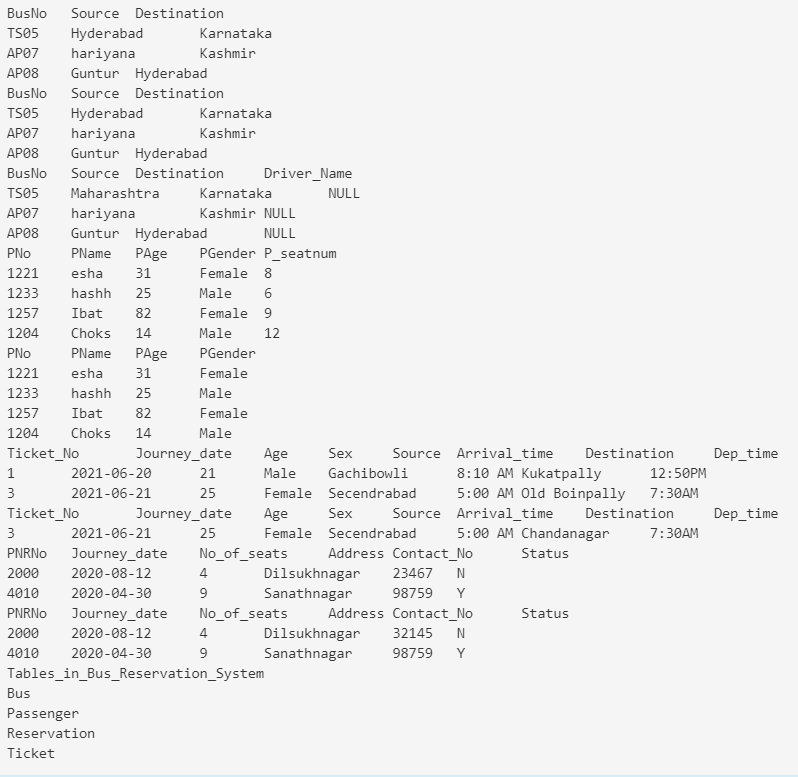 BusNo Source Destination
TS05 Hyderabad Karnataka
AP07 hariyana Kashmir
AP08 Guntur Hyderabad
BusNo Source Destination
TS05 Hyderabad Karnataka
AP07 hariyana Kashmir
AP08 Guntur Hyderabad
BusNo Source Destination Driver_Name
TS05 Maharashtra Karnataka NULL
AP07 hariyana Kashmir NULL
AP08 Guntur Hyderabad NULL
PNo PName PAge PGender P_seatnum
1221 esha 31 Female 8
1233 hashh 25 Male 6
1257 Ibat 82 Female 9
1204 Choks 14 Male 12
PNo PName PAge PGender
1221 esha 31 Female
1233 hashh 25 Male
1257 Ibat 82 Female
1204 Choks 14 Male
Ticket_No Journey_date Age Sex Source Arrival_time Destination Dep_time
1 2021-06-20 21 Male Gachibowli 8:10 AM Kukatpally 12:50PM
3 2021-06-21 25 Female Secendrabad 5:00 AM Old Boinpally 7:30AM
Ticket_No Journey_date Age Sex Source Arrival_time Destination Dep_time
3 2021-06-21 25 Female Secendrabad 5:00 AM Chandanagar 7:30AM
PNRNo Journey_date No_of_seats Address Contact_No Status
2000 2020-08-12 4 Dilsukhnagar 23467 N
4010 2020-04-30 9 Sanathnagar 98759 Y
PNRNo Journey_date No_of_seats Address Contact_No Status
2000 2020-08-12 4 Dilsukhnagar 32145 N
4010 2020-04-30 9 Sanathnagar 98759 Y
Tables_in_Bus_Reservation_System
Bus
Passenger
Reservation
Ticket